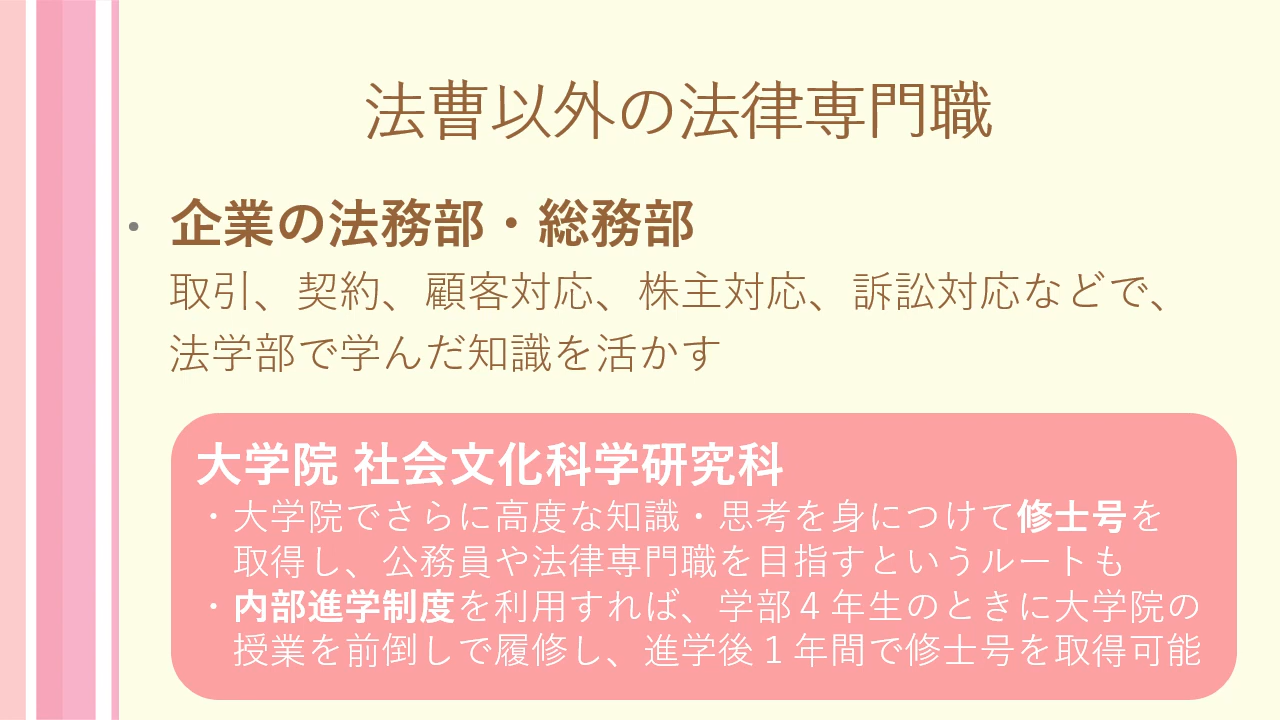 法曹以外の法律専門職
• 企業の法務部・総務部
取引、契約、顧客対応、株主対応、訴訟対応などで、
法学部で学んだ知識を活かす
大学院 社会文化科学研究科
・大学院でさらに高度な知識・思考を身につけて修士号を
取得し、公務員や法律専門職を目指すというルートも
・内部進学制度を利用すれば、学部４年生のときに大学院の
授業を前倒しで履修し、進学後１年間で修士号を取得可能